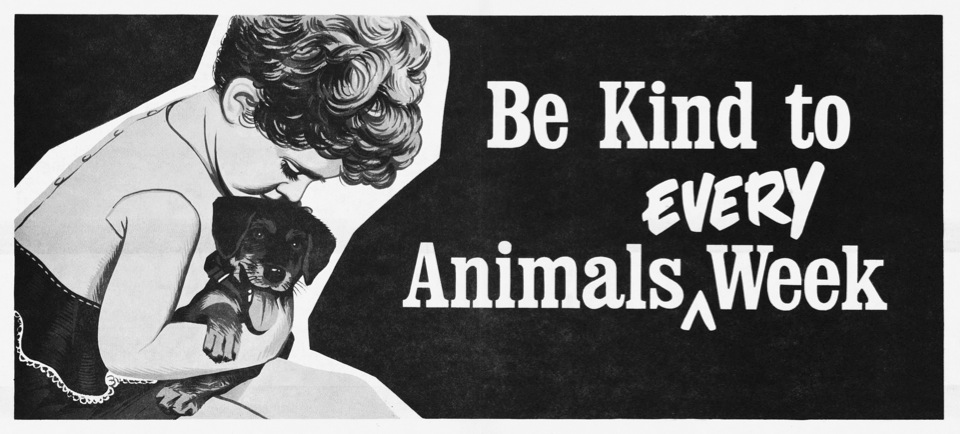 Be Kind to
EVERY
Animals ^ Week